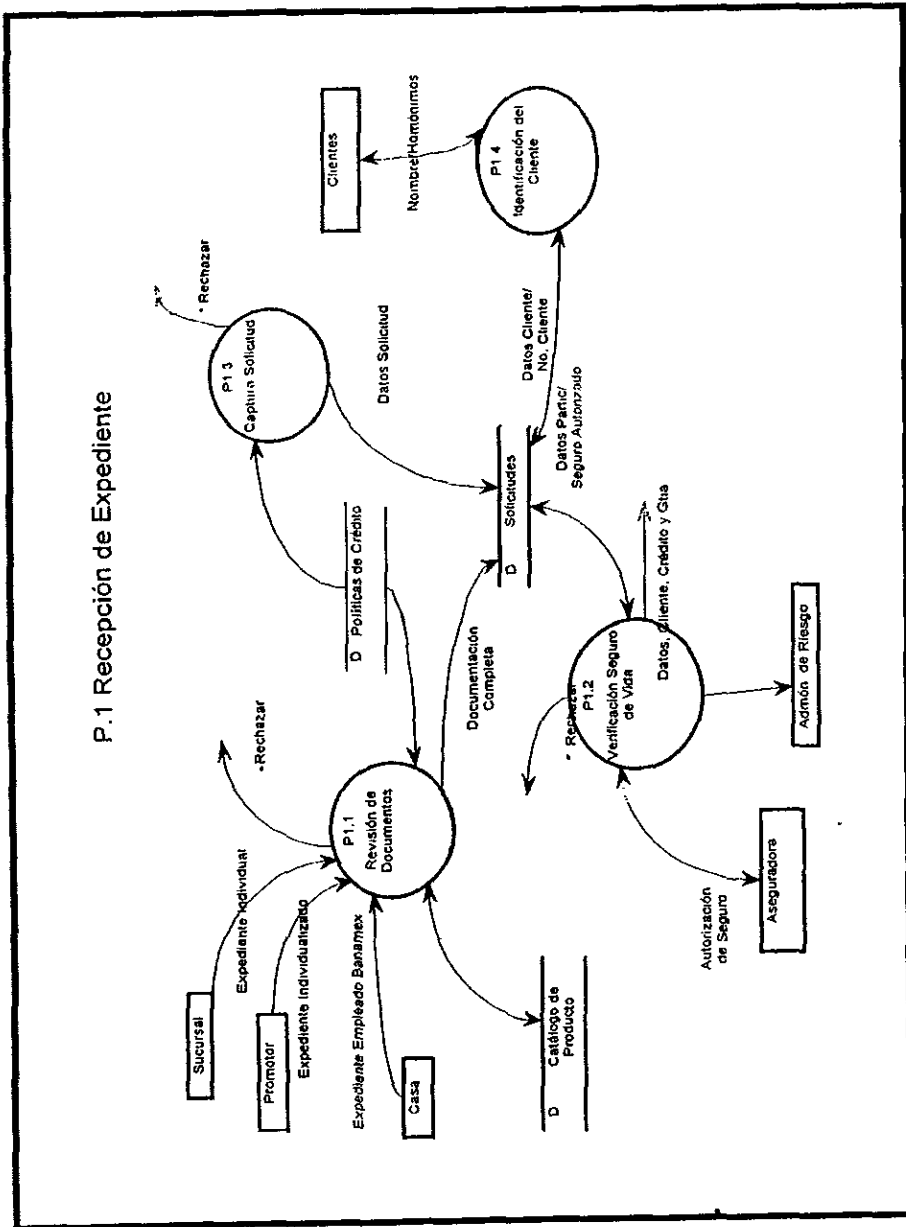 P.1 Recepción de Expediente
Sucursal
Expediente Individual
Promotor
Expediente Individualizado
Expediente Empleado Banamex
Casa
D Catálogo de
Producto
P1.1
Revisión de
Documentos
*Rechazar
D Políticas de Crédito
Documentación
Completa
P1 3
Captura Solicitud
* Rechazar
Datos Solicitud
D Solicitudes
Clientes
Nombre/Homónimos
P1 4
Identificación del
Cliente
Datos Cliente/
No. Cliente
Datos Partic/
Seguro Autorizado
* Rechazar
P1.2
Verificación Seguro
de Vida
Datos, Cliente, Crédito y Gtia
Autorización
de Seguro
Aseguradora
Admón de Riesgo